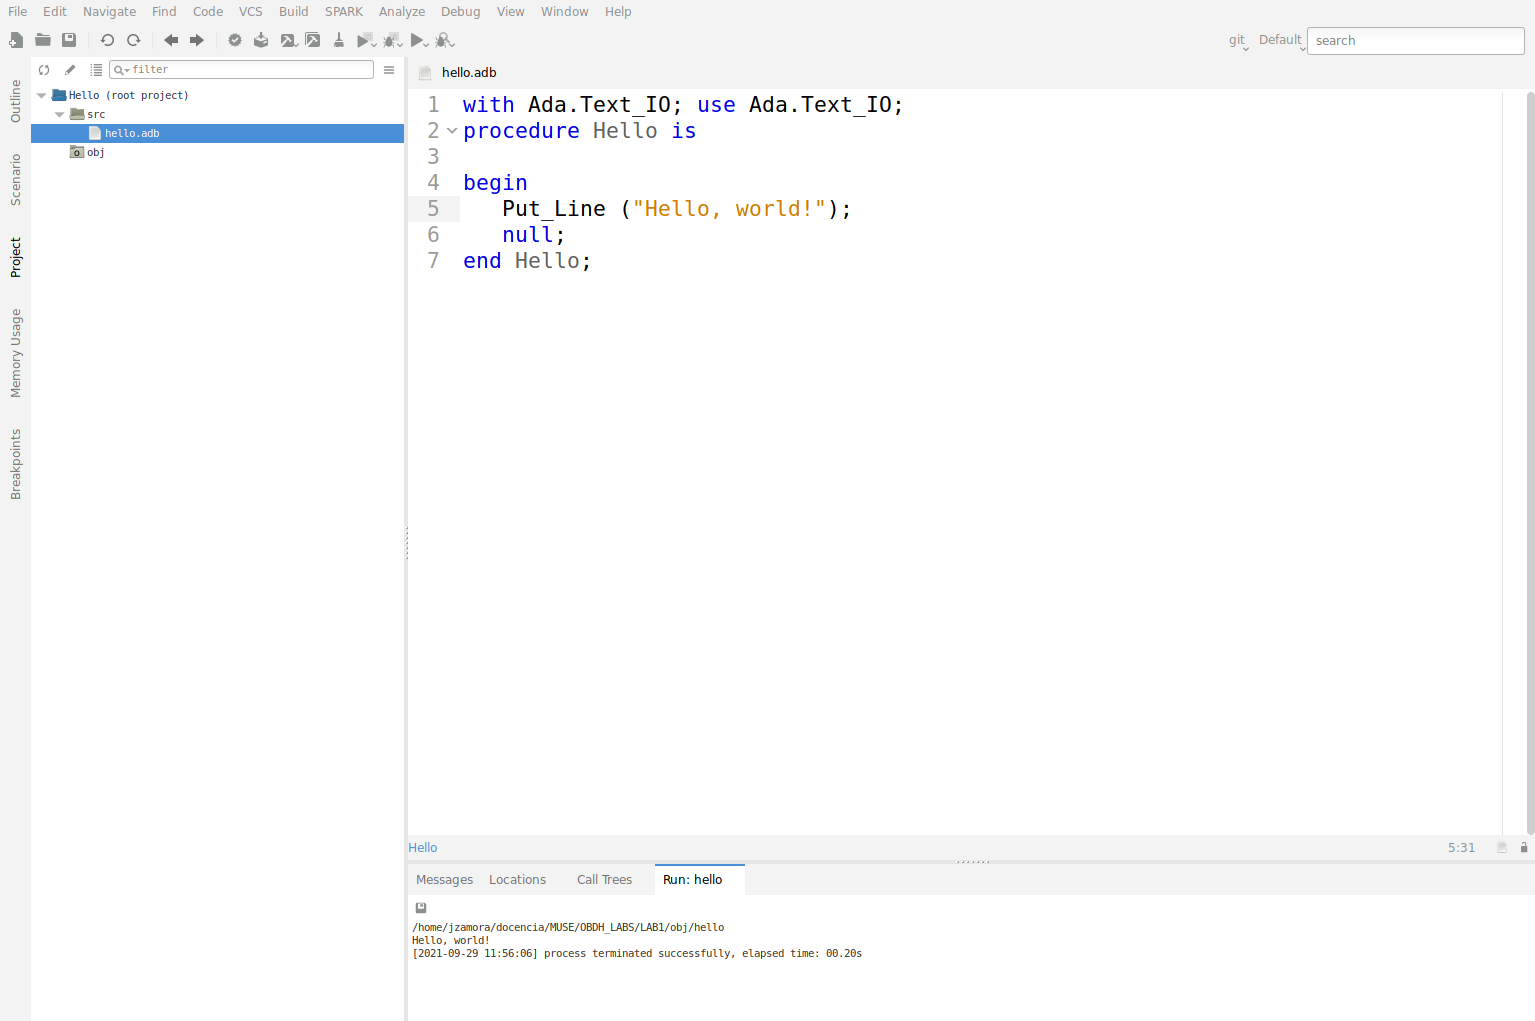 File Edit Navigate Find Code VCS Build SPARK Analyze Debug View Window Help
git Default search
filter
Outline
Scenario
Project
Memory Usage
Breakpoints
Hello (root project)
src
hello.adb
obj
hello.adb
1 with Ada.Text_IO; use Ada.Text_IO;
2 procedure Hello is
3
4 begin
5    Put_Line ("Hello, world!");
6    null;
7 end Hello;
Hello 5:31
Messages Locations Call Trees Run: hello
/home/jzamora/docencia/MUSE/OBDH_LABS/LAB1/obj/hello
Hello, world!
[2021-09-29 11:56:06] process terminated successfully, elapsed time: 00.20s